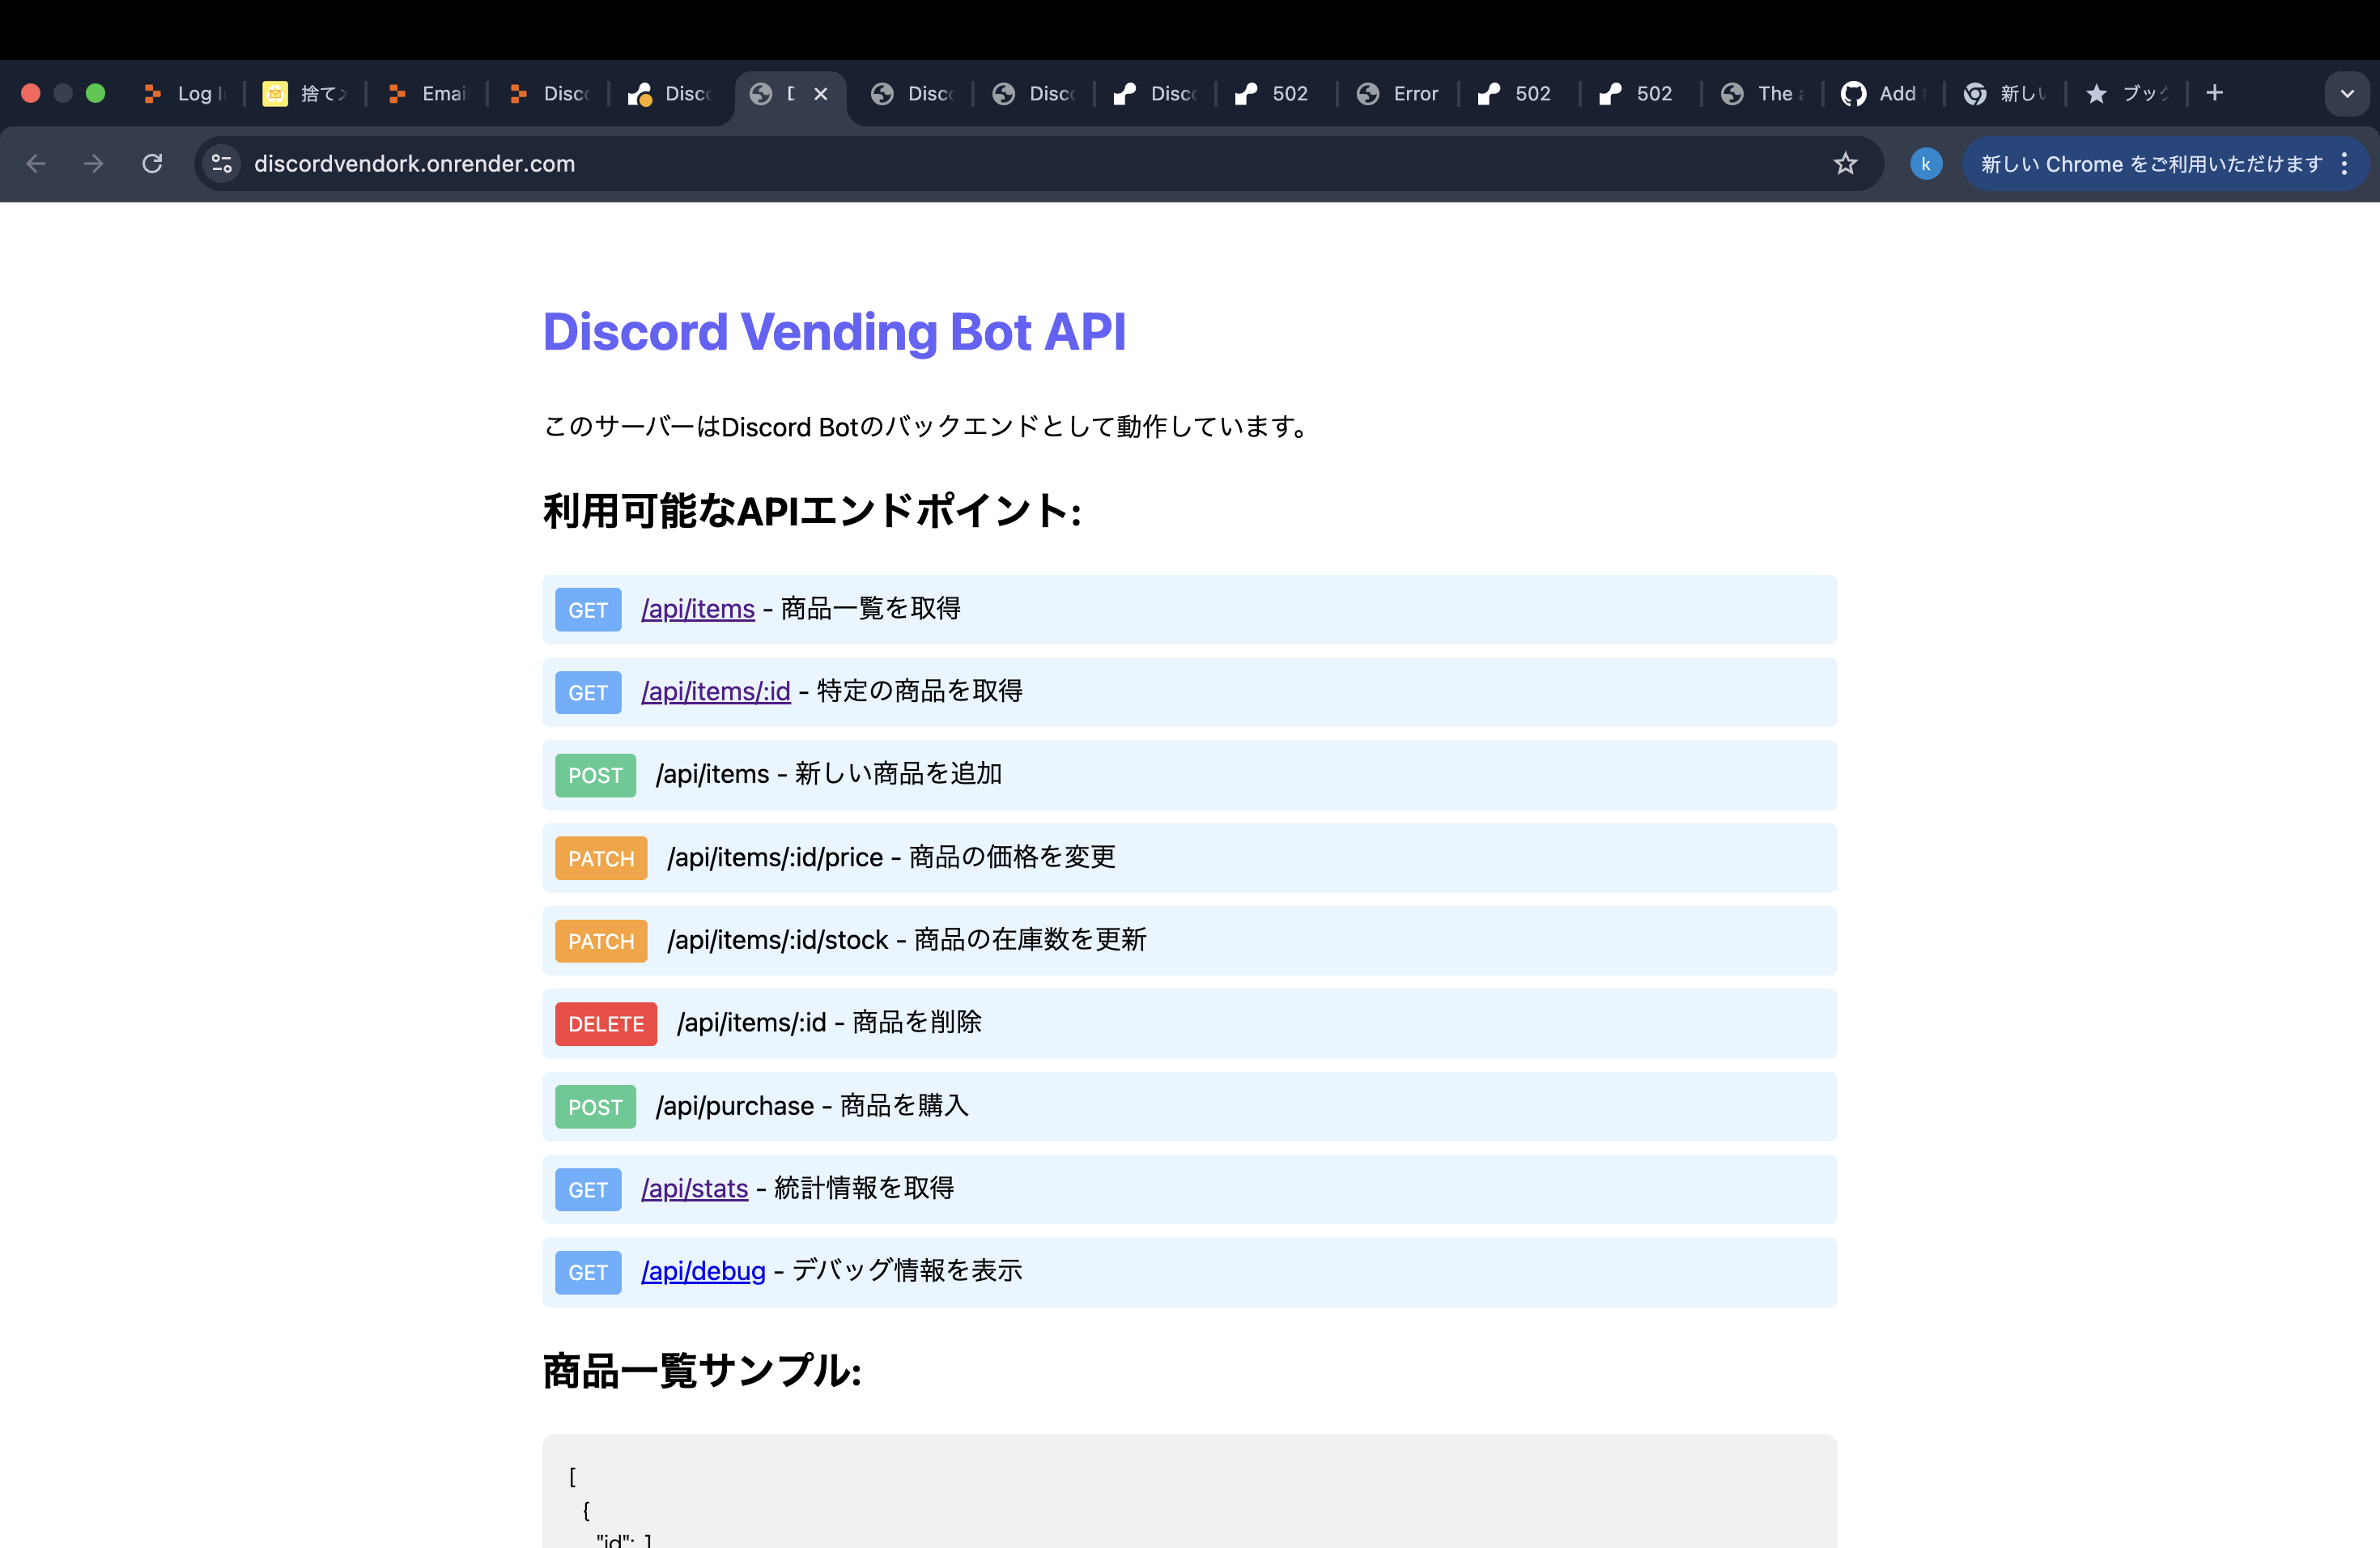 Log
捨て
Email
Disc
Disc
Disc
Disc
Disc
502
Error
502
502
The
Add
新し
ブッ
discordvendork.onrender.com
k
新しい Chrome をご利用いただけます
Discord Vending Bot API
このサーバーはDiscord Botのバックエンドとして動作しています。
利用可能なAPIエンドポイント:
GET /api/items - 商品一覧を取得
GET /api/items/:id - 特定の商品を取得
POST /api/items - 新しい商品を追加
PATCH /api/items/:id/price - 商品の価格を変更
PATCH /api/items/:id/stock - 商品の在庫数を更新
DELETE /api/items/:id - 商品を削除
POST /api/purchase - 商品を購入
GET /api/stats - 統計情報を取得
GET /api/debug - デバッグ情報を表示
商品一覧サンプル:
[
{
"id": 1